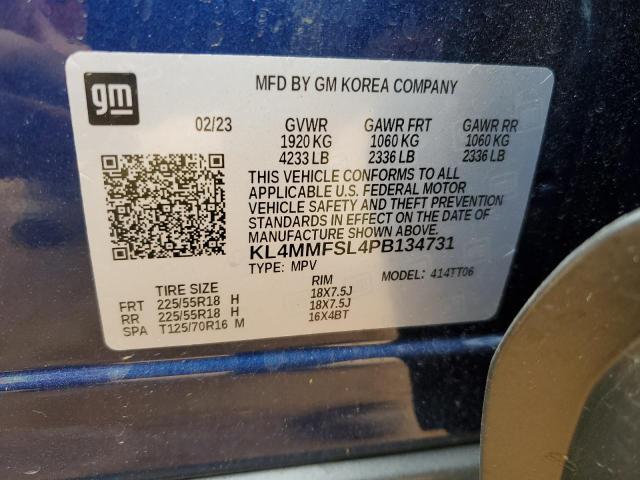 gm
MFD BY GM KOREA COMPANY
02/23 GVWR GAWR FRT GAWR RR
1920 KG 1060 KG 1060 KG
4233 LB 2336 LB 2336 LB
THIS VEHICLE CONFORMS TO ALL
APPLICABLE U.S. FEDERAL MOTOR
VEHICLE SAFETY AND THEFT PREVENTION
STANDARDS IN EFFECT ON THE DATE OF
MANUFACTURE SHOWN ABOVE.
KL4MMFSL4PB134731
TYPE: MPV MODEL: 414TT06
TIRE SIZE RIM
FRT 225/55R18 H 18X7.5J
RR 225/55R18 H 18X7.5J
SPA T125/70R16 M 16X4BT